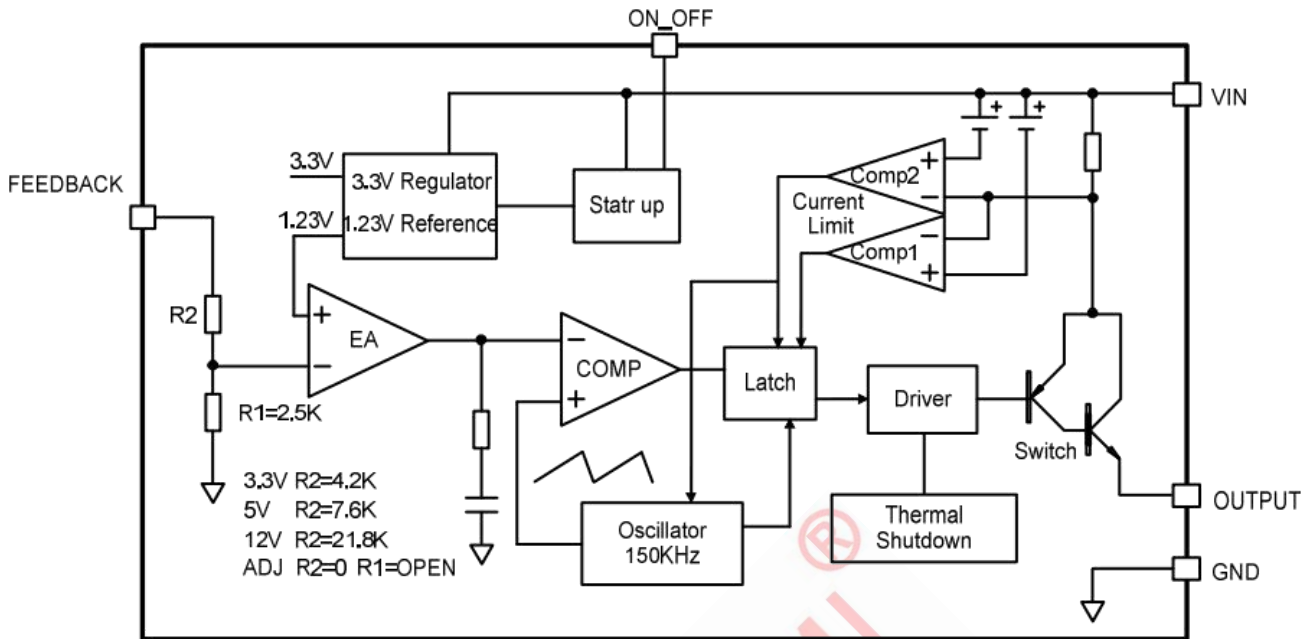 ON_OFF
VIN
3.3V
3.3V Regulator
1.23V
1.23V Reference
Statr up
+
+
+
Comp2
-
Current
Limit
-
Comp1
+
FEEDBACK
R2
+
EA
-
-
COMP
+
Latch
Driver
R1=2.5K
Switch
3.3V R2=4.2K
5V R2=7.6K
12V R2=21.8K
ADJ R2=0 R1=OPEN
Oscillator
150KHz
Thermal
Shutdown
OUTPUT
GND
®